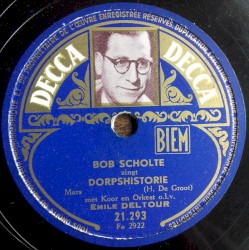 DECCA
DECCA
BIEM
BOB SCHOLTE
zingt
DORPSHISTORIE
Mars (H. De Groot)
met Koor en Orkest o.l.v.
EMILE DELTOUR
21.293
Fa 2922